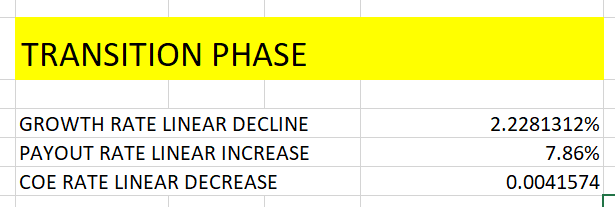 TRANSITION PHASE
GROWTH RATE LINEAR DECLINE 2.2281312%
PAYOUT RATE LINEAR INCREASE 7.86%
COE RATE LINEAR DECREASE 0.0041574